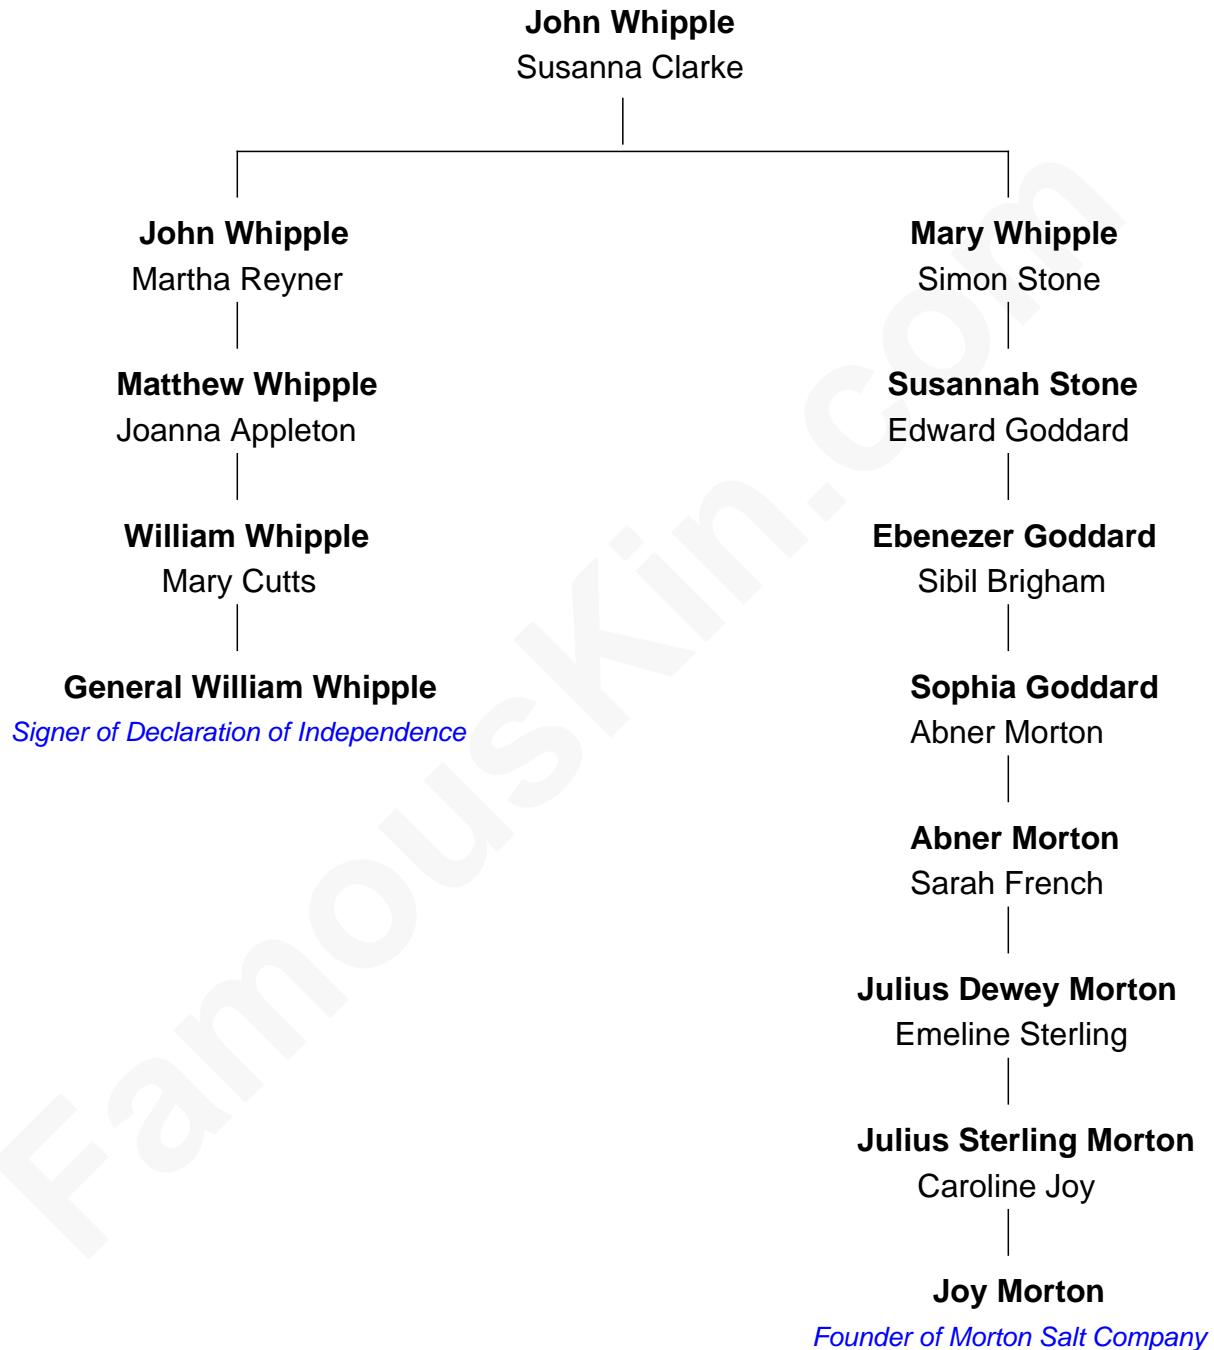 John Whipple
Susanna Clarke
John Whipple
Martha Reyner
Matthew Whipple
Joanna Appleton
William Whipple
Mary Cutts
General William Whipple
Signer of Declaration of Independence
Mary Whipple
Simon Stone
Susannah Stone
Edward Goddard
Ebenezer Goddard
Sibil Brigham
Sophia Goddard
Abner Morton
Abner Morton
Sarah French
Julius Dewey Morton
Emeline Sterling
Julius Sterling Morton
Caroline Joy
Joy Morton
Founder of Morton Salt Company
FamousKin.com